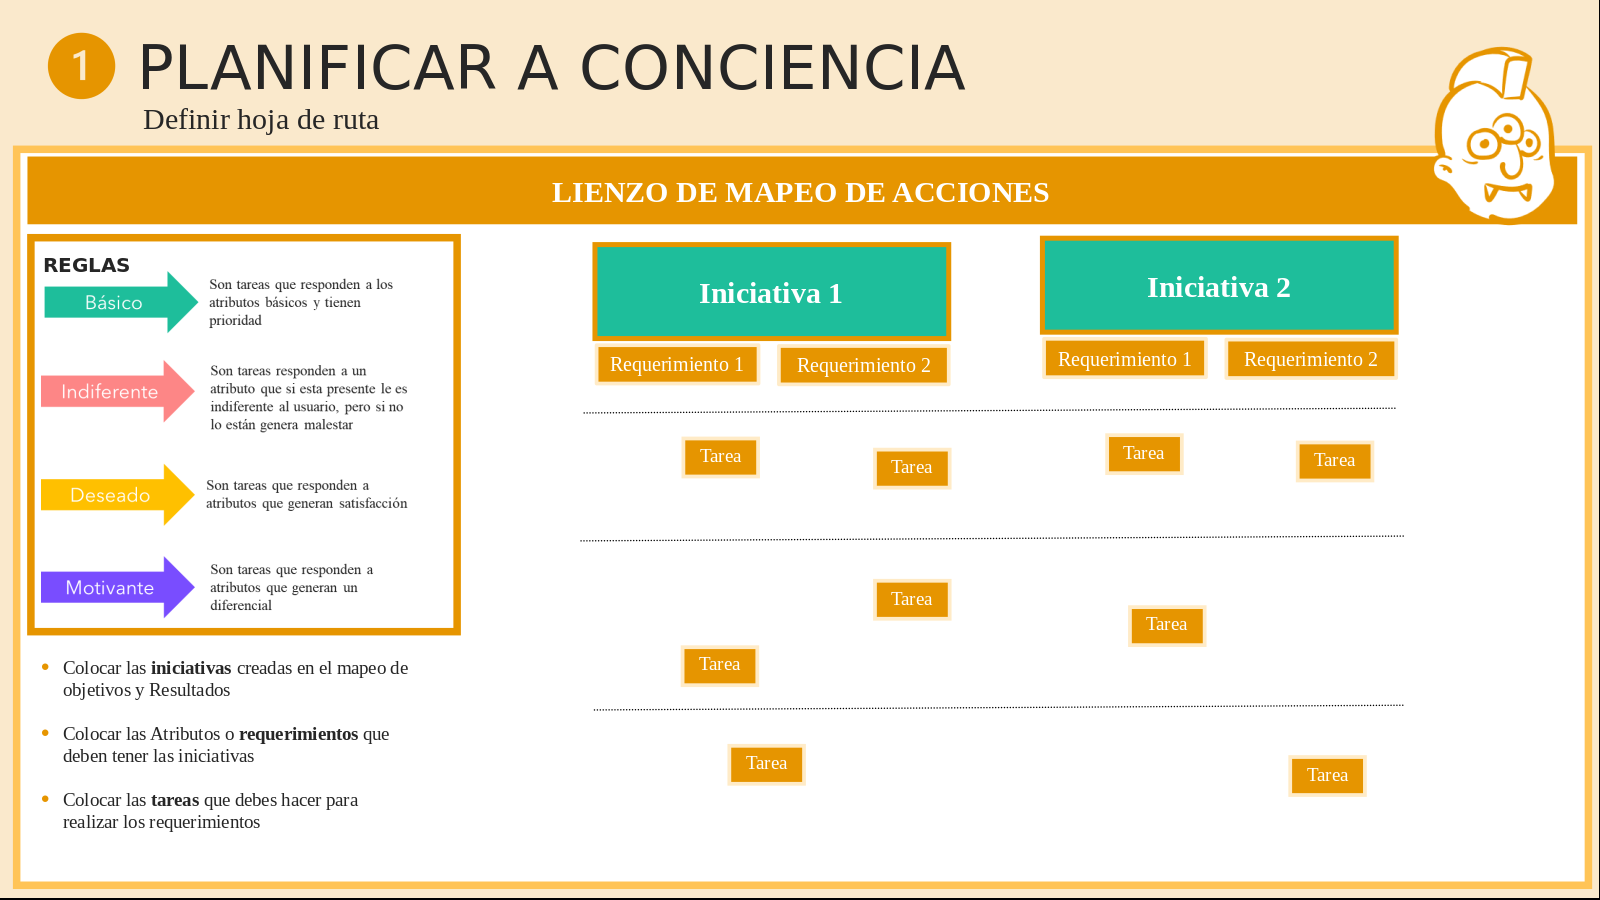 1
PLANIFICAR A CONCIENCIA
Definir hoja de ruta
LIENZO DE MAPEO DE ACCIONES
REGLAS
Básico
Son tareas que responden a los
atributos básicos y tienen
prioridad
Indiferente
Son tareas responden a un
atributo que si esta presente le es
indiferente al usuario, pero si no
lo están genera malestar
Deseado
Son tareas que responden a
atributos que generan satisfacción
Motivante
Son tareas que responden a
atributos que generan un
diferencial
• Colocar las iniciativas creadas en el mapeo de
objetivos y Resultados
• Colocar las Atributos o requerimientos que
deben tener las iniciativas
• Colocar las tareas que debes hacer para
realizar los requerimientos
Iniciativa 1
Iniciativa 2
Requerimiento 1
Requerimiento 2
Requerimiento 1
Requerimiento 2
Tarea
Tarea
Tarea
Tarea
Tarea
Tarea
Tarea
Tarea
Tarea